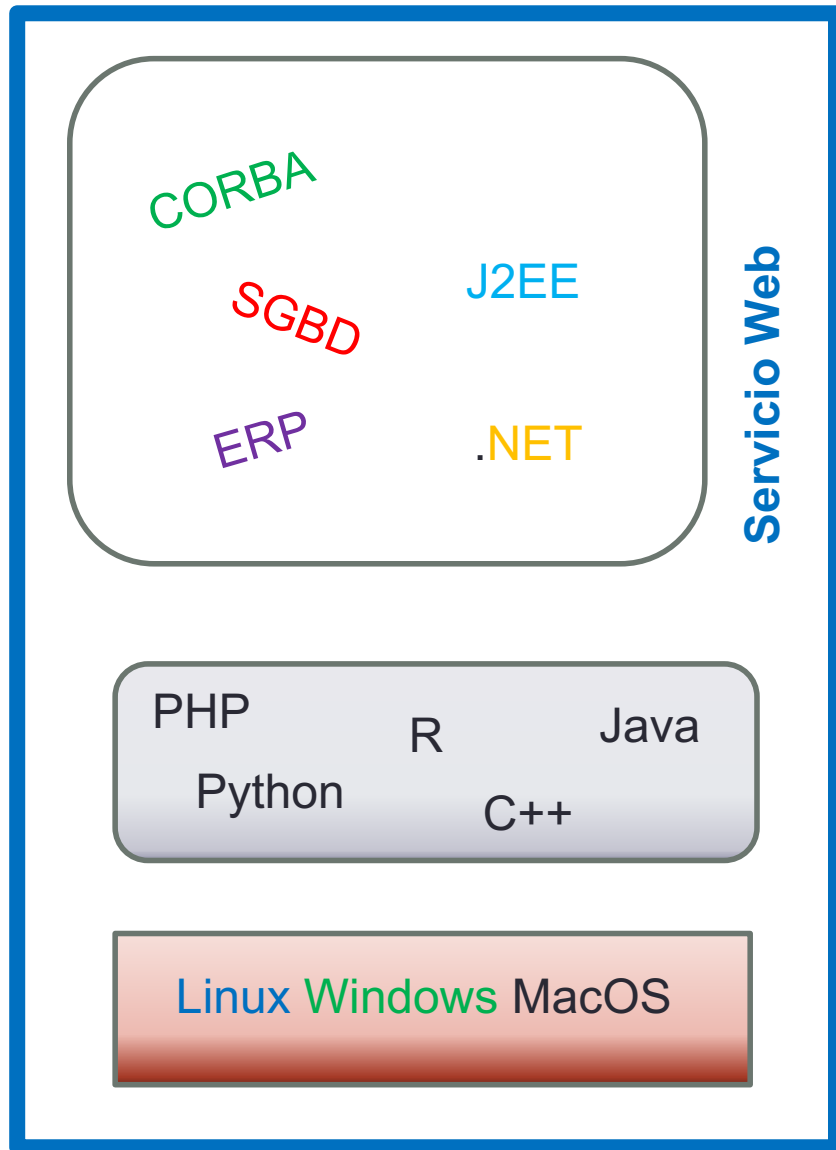 CORBA
SGBD
J2EE
ERP
.NET
Servicio Web
PHP
R
Java
Python
C++
Linux Windows MacOS